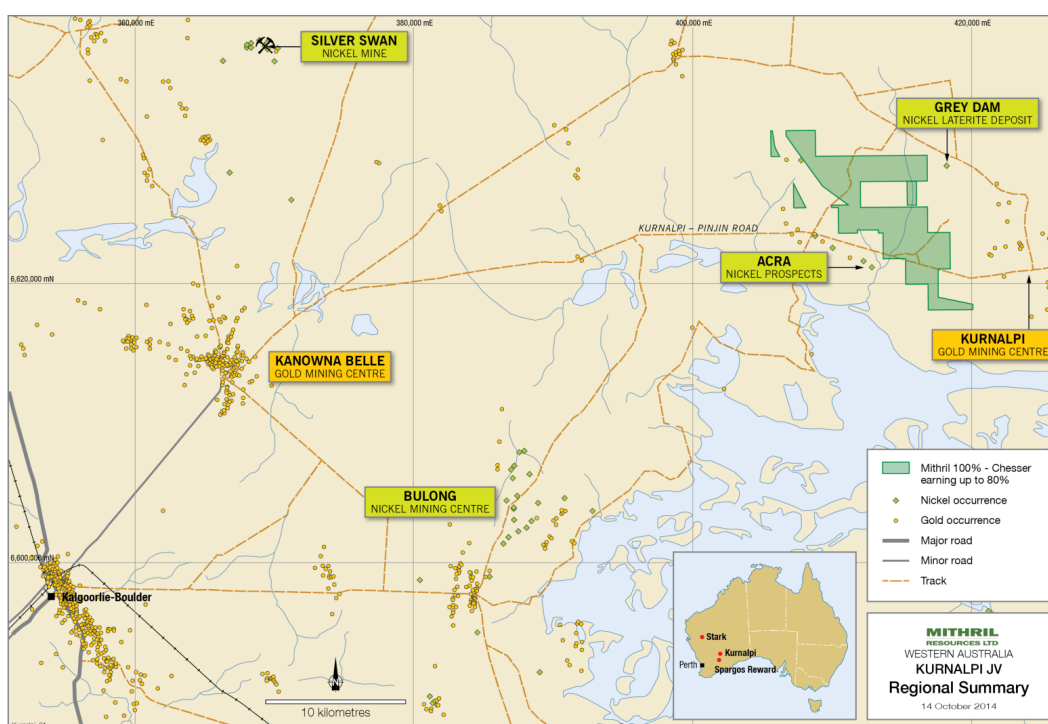 360,000 mE
380,000 mE
400,000 mE
420,000 mE
SILVER SWAN
NICKEL MINE
GREY DAM
NICKEL LATERITE DEPOSIT
KURNALPI – PINJIN ROAD
ACRA
NICKEL PROSPECTS
6,620,000 mN
KURNALPI
GOLD MINING CENTRE
KANOWNA BELLE
GOLD MINING CENTRE
BULONG
NICKEL MINING CENTRE
6,600,000 mN
Kalgoorlie-Boulder
10 kilometres
Mithril 100% - Chesser
earning up to 80%
Nickel occurrence
Gold occurrence
Major road
Minor road
Track
Stark
Kurnalpi
Perth
Spargos Reward
MITHRIL
RESOURCES LTD
WESTERN AUSTRALIA
KURNALPI JV
Regional Summary
14 October 2014